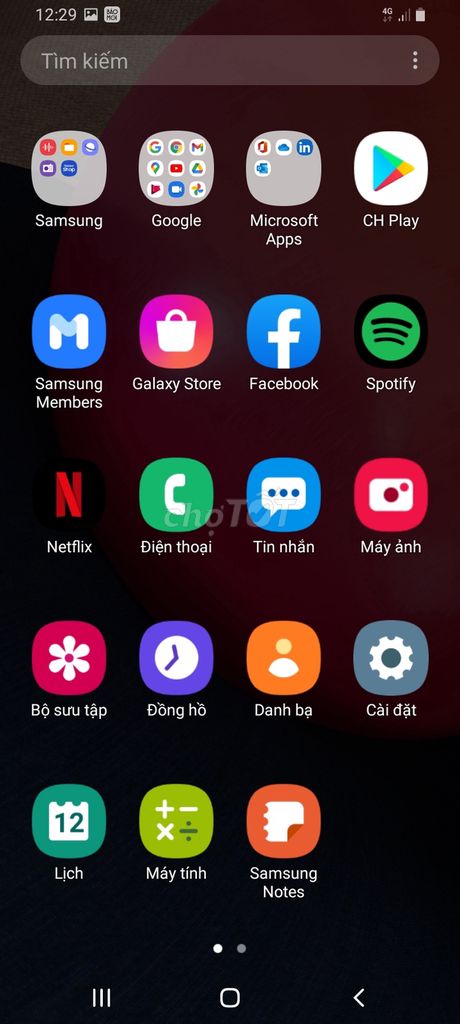 12:29
BÁO MỚI
4G
Tìm kiếm
Samsung
Google
Microsoft Apps
CH Play
Samsung Members
Galaxy Store
Facebook
Spotify
Netflix
Điện thoại
Tin nhắn
Máy ảnh
chợTỐT
Bộ sưu tập
Đồng hồ
Danh bạ
Cài đặt
12
Lịch
Máy tính
Samsung Notes